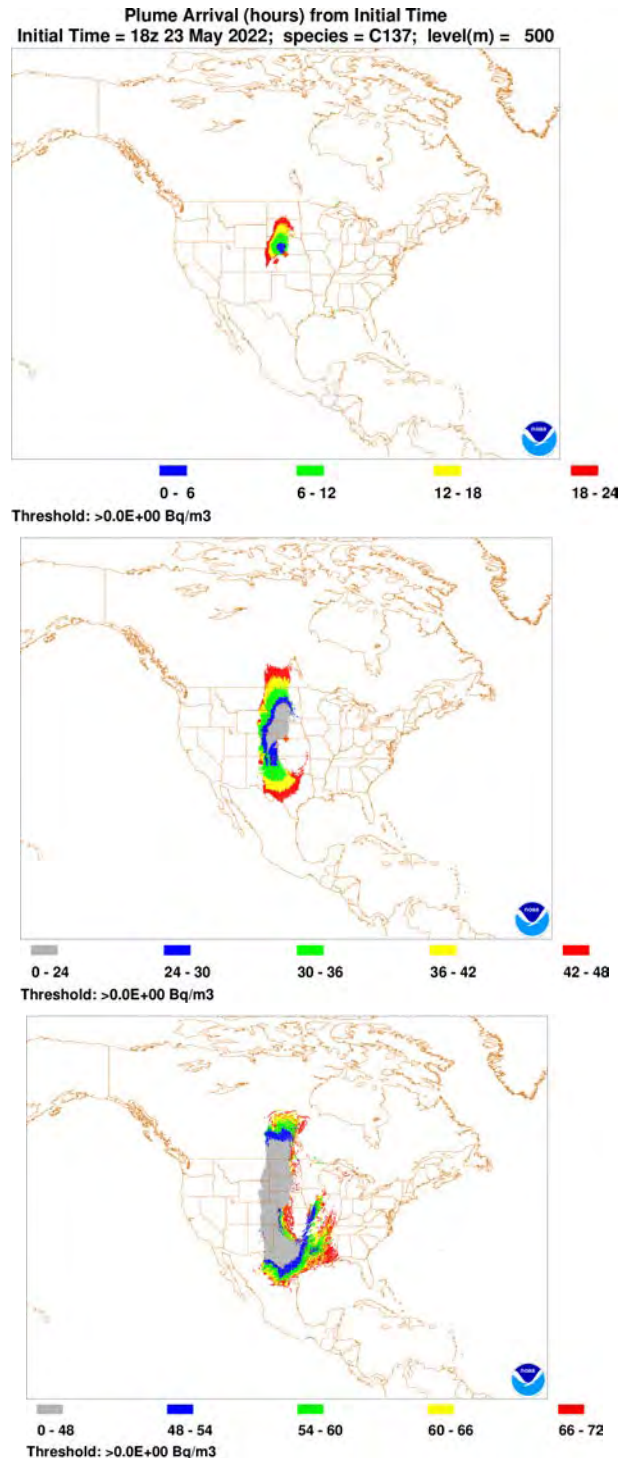 Plume Arrival (hours) from Initial Time
Initial Time = 18z 23 May 2022; species = C137; level(m) = 500
noaa
0 - 6 6 - 12 12 - 18 18 - 24
Threshold: >0.0E+00 Bq/m3
noaa
0 - 24 24 - 30 30 - 36 36 - 42 42 - 48
Threshold: >0.0E+00 Bq/m3
noaa
0 - 48 48 - 54 54 - 60 60 - 66 66 - 72
Threshold: >0.0E+00 Bq/m3